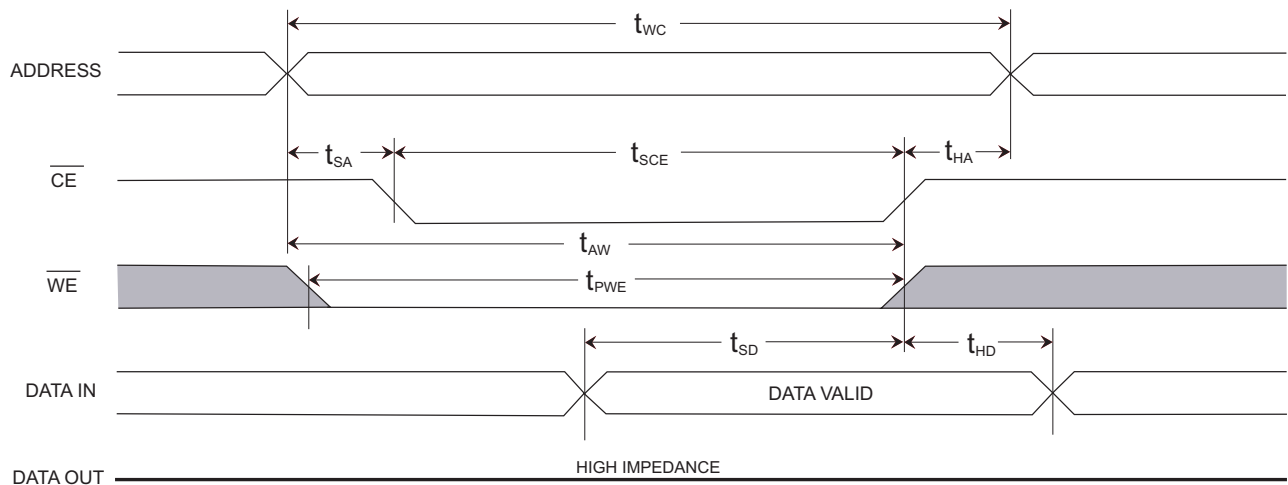 tWC
ADDRESS
tSA
tSCE
tHA
CE
tAW
WE
tPWE
tSD
tHD
DATA IN
DATA VALID
HIGH IMPEDANCE
DATA OUT